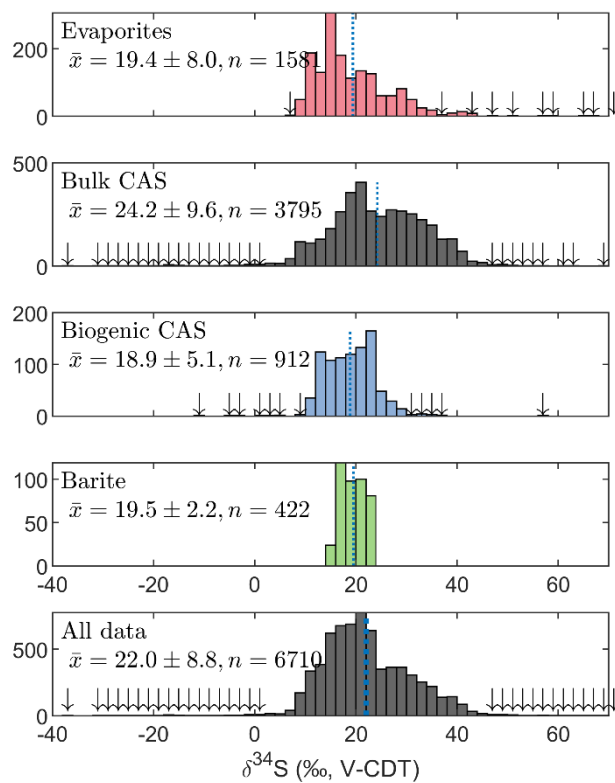 Evaporites
x̄ = 19.4 ± 8.0, n = 1581
200
0
Bulk CAS
x̄ = 24.2 ± 9.6, n = 3795
500
0
Biogenic CAS
x̄ = 18.9 ± 5.1, n = 912
200
100
0
Barite
x̄ = 19.5 ± 2.2, n = 422
100
50
0
-40 -20 0 20 40 60
All data
x̄ = 22.0 ± 8.8, n = 6710
500
0
-40 -20 0 20 40 60
δ³⁴S (‰, V-CDT)